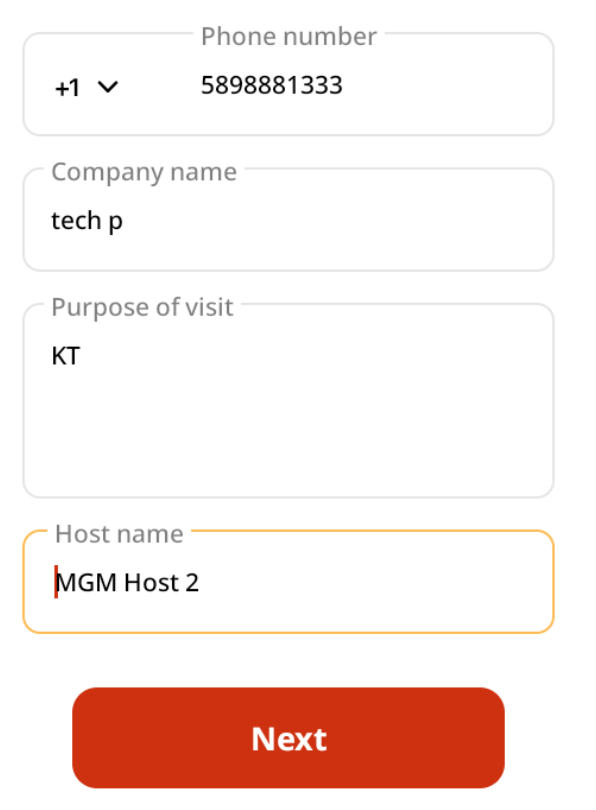 Phone number
+1 5898881333
Company name
tech p
Purpose of visit
KT
Host name
MGM Host 2
Next